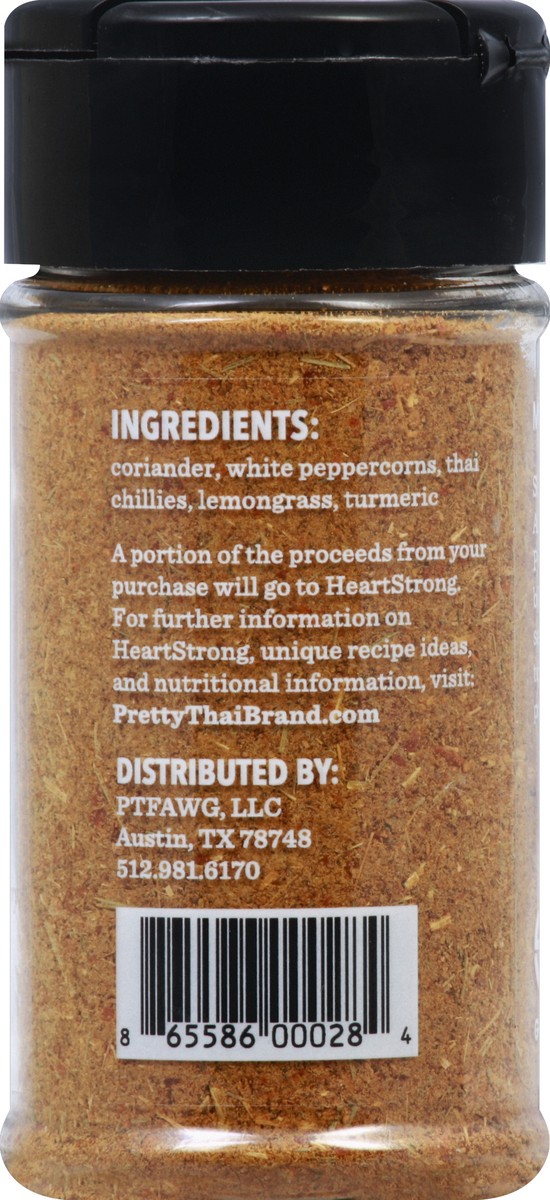 INGREDIENTS:
coriander, white peppercorns, thai
chillies, lemongrass, turmeric
A portion of the proceeds from your
purchase will go to HeartStrong.
For further information on
HeartStrong, unique recipe ideas,
and nutritional information, visit:
PrettyThaiBrand.com
DISTRIBUTED BY:
PTFAWG, LLC
Austin, TX 78748
512.981.6170
8 65586 00028 4